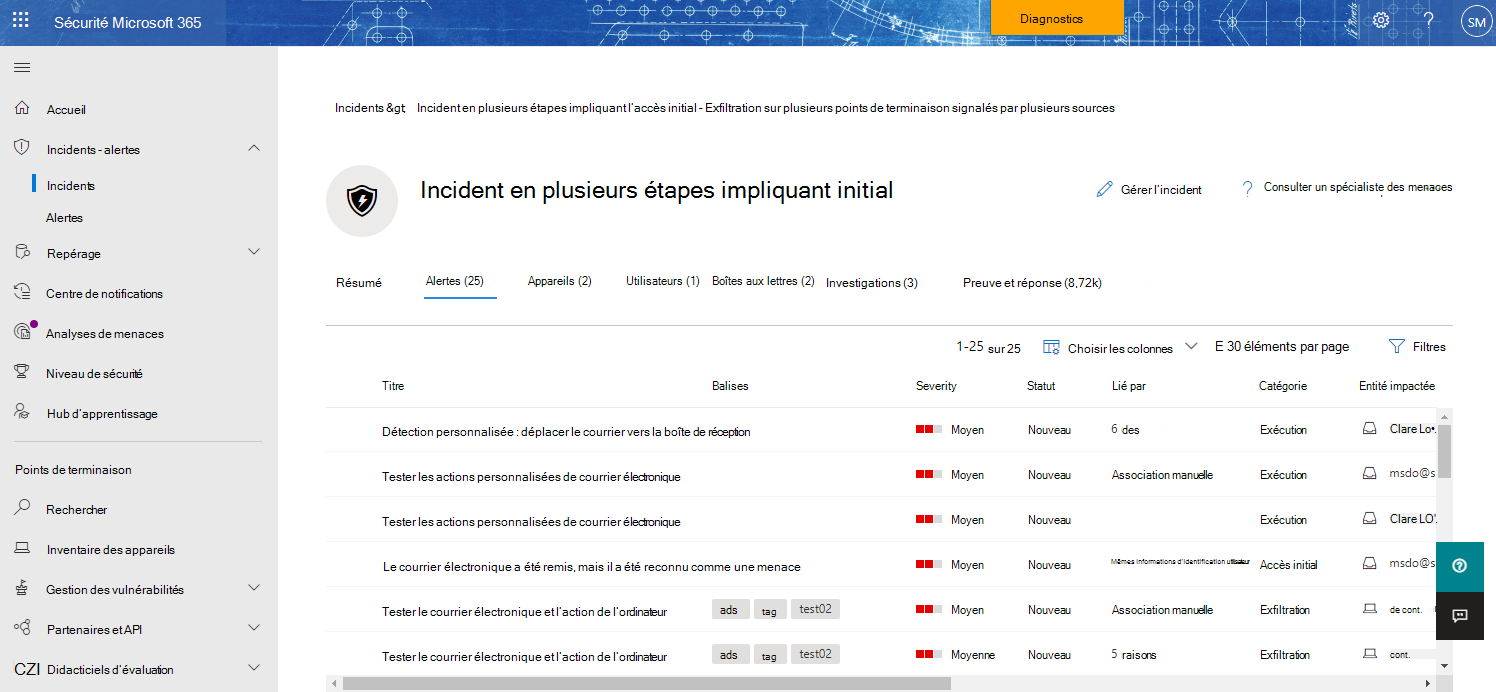 Sécurité Microsoft 365
Diagnostics
SM
Accueil
Incidents - alertes
Incidents
Alertes
Repérage
Centre de notifications
Analyses de menaces
Niveau de sécurité
Hub d'apprentissage
Points de terminaison
Rechercher
Inventaire des appareils
Gestion des vulnérabilités
Partenaires et API
CZI Didacticiels d'évaluation
Incidents &gt; Incident en plusieurs étapes impliquant l'accès initial - Exfiltration sur plusieurs points de terminaison signalés par plusieurs sources
Incident en plusieurs étapes impliquant initial
Gérer l'incident
Consulter un spécialiste des menaces
Résumé Alertes (25) Appareils (2) Utilisateurs (1) Boîtes aux lettres (2) Investigations (3) Preuve et réponse (8,72k)
1-25 sur 25 Choisir les colonnes E 30 éléments par page Filtres
Titre Balises Severity Statut Lié par Catégorie Entité impactée
Détection personnalisée : déplacer le courrier vers la boîte de réception Moyen Nouveau 6 des Exécution Clare Lo
Tester les actions personnalisées de courrier électronique Moyen Nouveau Association manuelle Exécution msdo@s
Tester les actions personnalisées de courrier électronique Moyen Nouveau Exécution Clare LO
Le courrier électronique a été remis, mais il a été reconnu comme une menace Moyen Nouveau Mêmes informations d'identification utilisateur Accès initial msdo@s
Tester le courrier électronique et l'action de l'ordinateur ads tag test02 Moyen Nouveau Association manuelle Exfiltration de cont.
Tester le courrier électronique et l'action de l'ordinateur ads tag test02 Moyenne Nouveau 5 raisons Exfiltration cont.